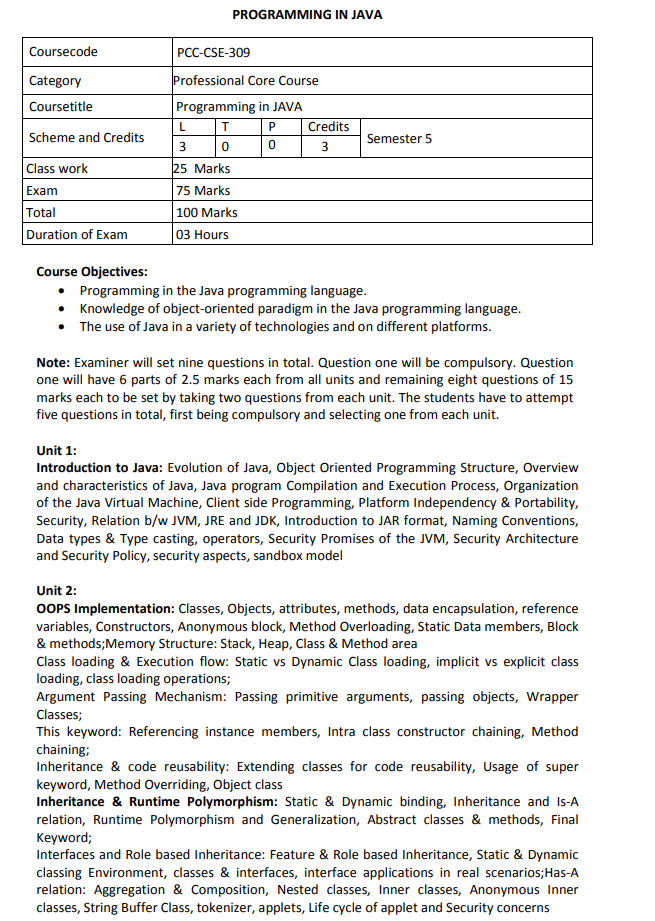 PROGRAMMING IN JAVA
Coursecode PCC-CSE-309
Category Professional Core Course
Coursetitle Programming in JAVA
Scheme and Credits L T P Credits Semester 5
3 0 0 3
Class work 25 Marks
Exam 75 Marks
Total 100 Marks
Duration of Exam 03 Hours
Course Objectives:
• Programming in the Java programming language.
• Knowledge of object-oriented paradigm in the Java programming language.
• The use of Java in a variety of technologies and on different platforms.
Note: Examiner will set nine questions in total. Question one will be compulsory. Question
one will have 6 parts of 2.5 marks each from all units and remaining eight questions of 15
marks each to be set by taking two questions from each unit. The students have to attempt
five questions in total, first being compulsory and selecting one from each unit.
Unit 1:
Introduction to Java: Evolution of Java, Object Oriented Programming Structure, Overview
and characteristics of Java, Java program Compilation and Execution Process, Organization
of the Java Virtual Machine, Client side Programming, Platform Independency & Portability,
Security, Relation b/w JVM, JRE and JDK, Introduction to JAR format, Naming Conventions,
Data types & Type casting, operators, Security Promises of the JVM, Security Architecture
and Security Policy, security aspects, sandbox model
Unit 2:
OOPS Implementation: Classes, Objects, attributes, methods, data encapsulation, reference
variables, Constructors, Anonymous block, Method Overloading, Static Data members, Block
& methods;Memory Structure: Stack, Heap, Class & Method area
Class loading & Execution flow: Static vs Dynamic Class loading, implicit vs explicit class
loading, class loading operations;
Argument Passing Mechanism: Passing primitive arguments, passing objects, Wrapper
Classes;
This keyword: Referencing instance members, Intra class constructor chaining, Method
chaining;
Inheritance & code reusability: Extending classes for code reusability, Usage of super
keyword, Method Overriding, Object class
Inheritance & Runtime Polymorphism: Static & Dynamic binding, Inheritance and Is-A
relation, Runtime Polymorphism and Generalization, Abstract classes & methods, Final
Keyword;
Interfaces and Role based Inheritance: Feature & Role based Inheritance, Static & Dynamic
classing Environment, classes & interfaces, interface applications in real scenarios;Has-A
relation: Aggregation & Composition, Nested classes, Inner classes, Anonymous Inner
classes, String Buffer Class, tokenizer, applets, Life cycle of applet and Security concerns